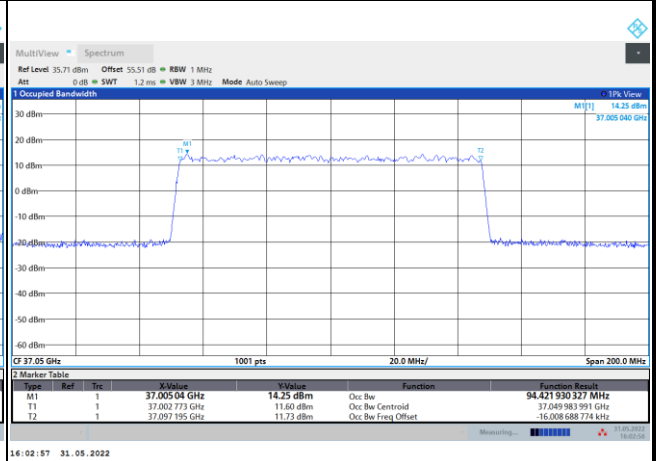 MultiView Spectrum
Ref Level 35.71 dBm Offset 55.51 dB RBW 1 MHz
Att 0 dB SWT 1.2 ms VBW 3 MHz Mode Auto Sweep
1 Occupied Bandwidth 1Pk View
M1[1] 14.25 dBm
37.005 040 GHz
30 dBm
20 dBm
10 dBm
0 dBm
-10 dBm
-20 dBm
-30 dBm
-40 dBm
-50 dBm
-60 dBm
M1
T1
T2
CF 37.05 GHz 1001 pts 20.0 MHz/ Span 200.0 MHz
2 Marker Table
Type Ref Trc X-Value Y-Value Function Function Result
M1 1 37.005 04 GHz 14.25 dBm Occ Bw 94.421 930 327 MHz
T1 1 37.002 773 GHz 11.60 dBm Occ Bw Centroid 37.049 983 991 GHz
T2 1 37.097 195 GHz 11.73 dBm Occ Bw Freq Offset -16.008 688 774 kHz
Measuring... 31.05.2022
16:02:56
16:02:57 31.05.2022